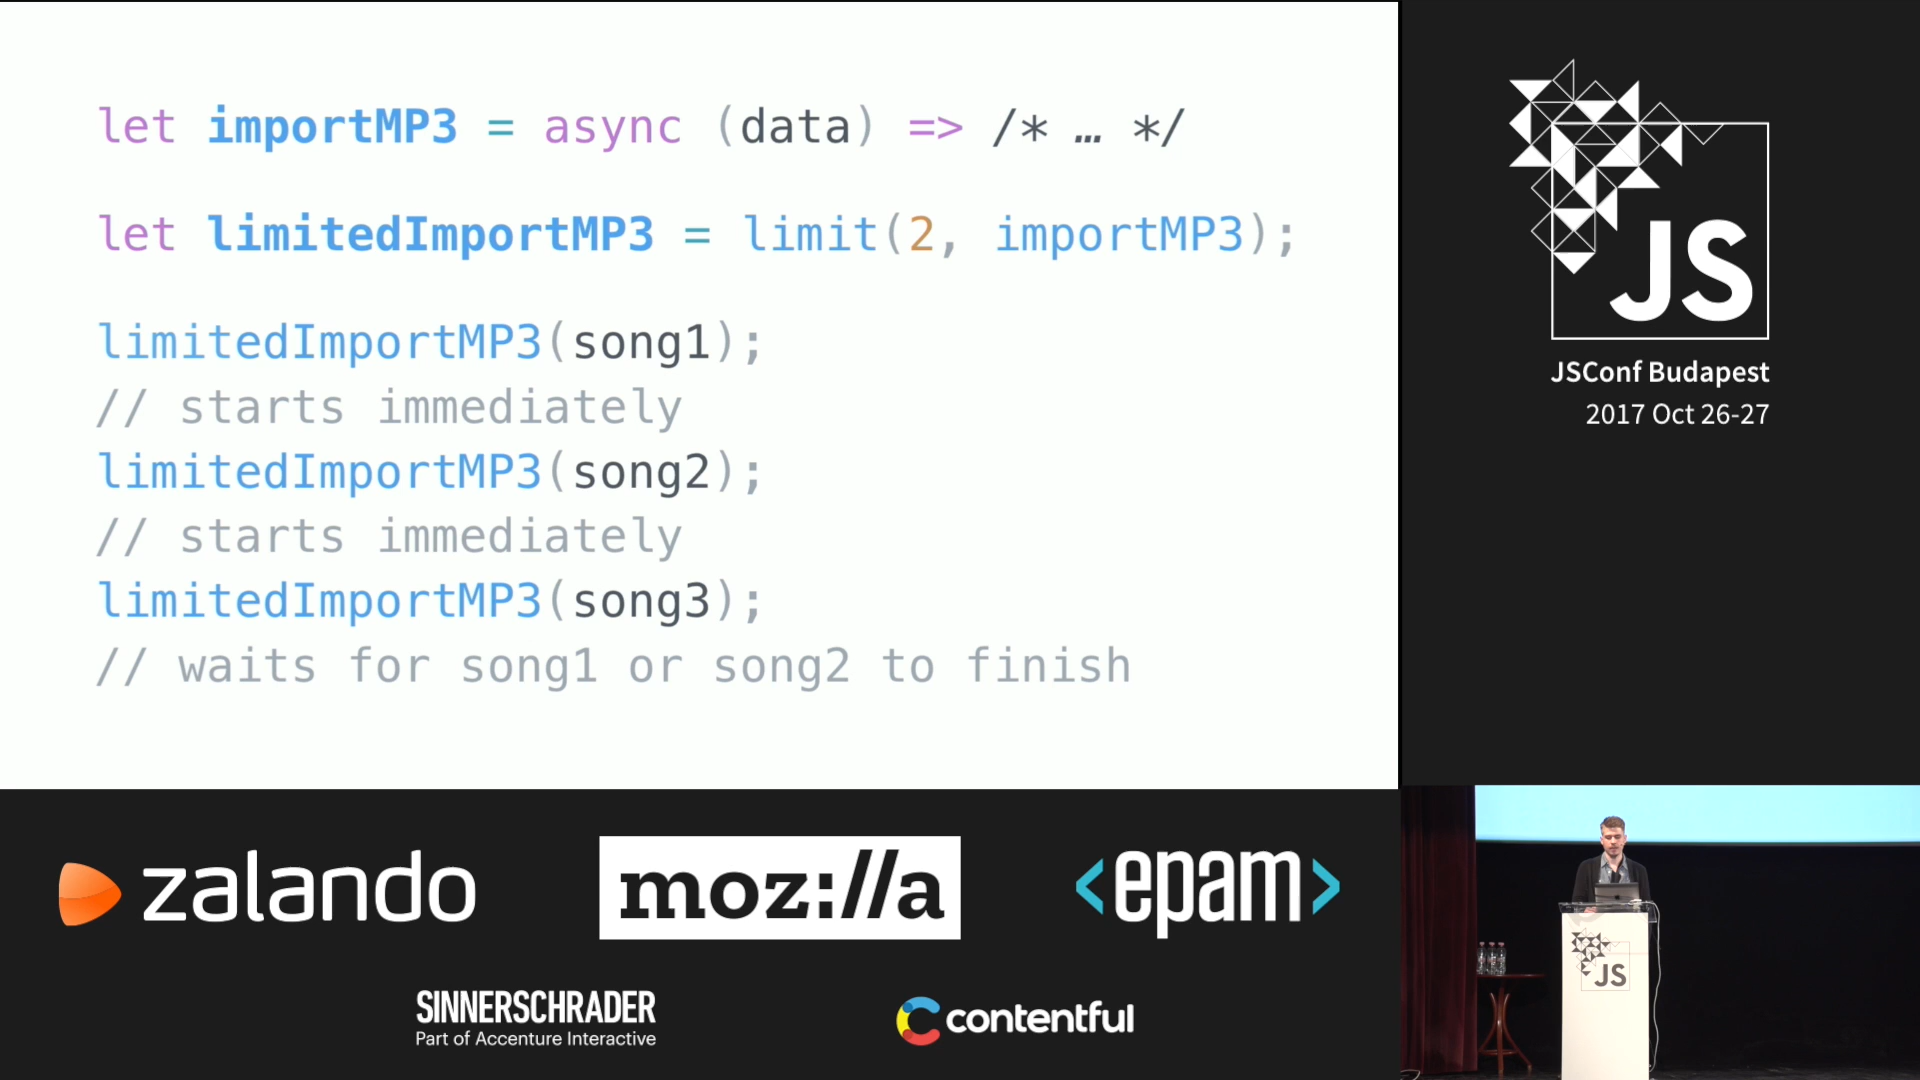 let importMP3 = async (data) => /* … */
let limitedImportMP3 = limit(2, importMP3);
limitedImportMP3(song1);
// starts immediately
limitedImportMP3(song2);
// starts immediately
limitedImportMP3(song3);
// waits for song1 or song2 to finish
JS
JSConf Budapest
2017 Oct 26-27
zalando
moz://a
<epam>
SINNERSCHRADER
Part of Accenture Interactive
contentful
JS